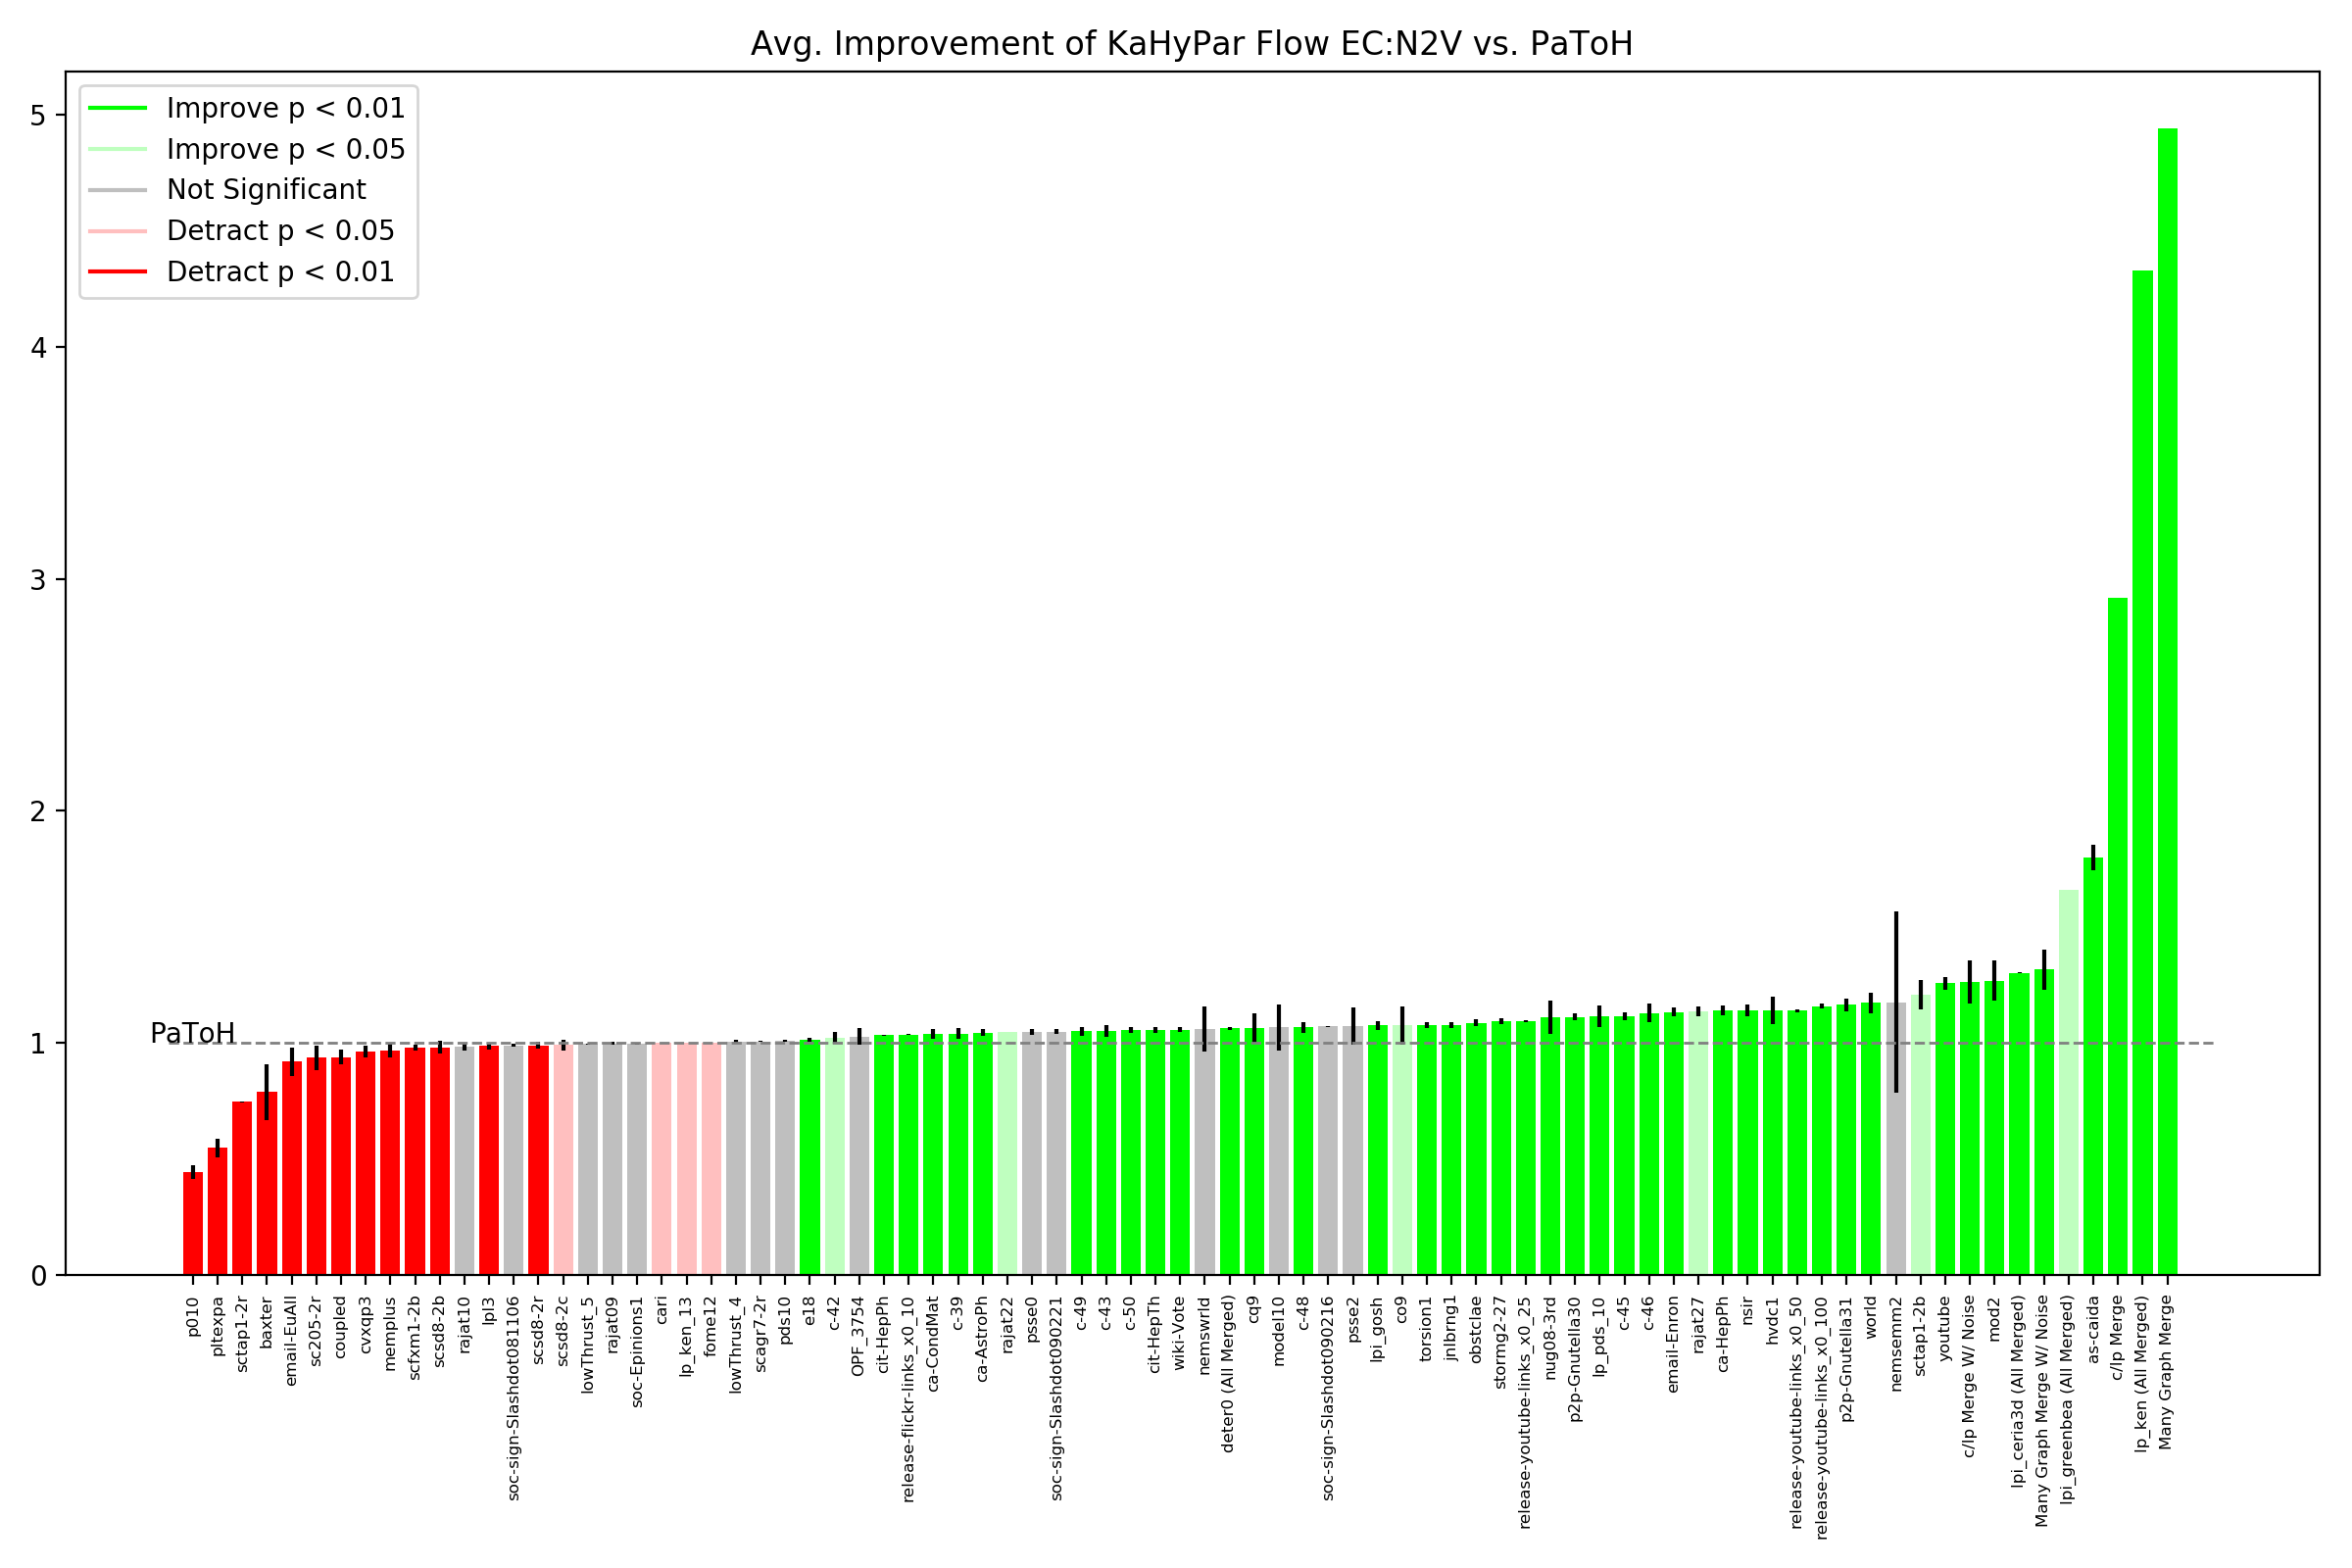 Avg. Improvement of KaHyPar Flow EC:N2V vs. PaToH
Improve p < 0.01
Improve p < 0.05
Not Significant
Detract p < 0.05
Detract p < 0.01
5
4
3
2
1
0
PaToH
p010
pltexpa
sctap1-2r
baxter
email-EuAll
sc205-2r
coupled
cvxqp3
memplus
scfxm1-2b
scsd8-2b
rajat10
lpl3
soc-sign-Slashdot081106
scsd8-2r
scsd8-2c
lowThrust_5
rajat09
soc-Epinions1
cari
lp_ken_13
fome12
lowThrust_4
scagr7-2r
pds10
e18
c-42
OPF_3754
cit-HepPh
release-flickr-links_x0_10
ca-CondMat
c-39
ca-AstroPh
rajat22
psse0
soc-sign-Slashdot090221
c-49
c-43
c-50
cit-HepTh
wiki-Vote
nemswrld
deter0 (All Merged)
cq9
model10
c-48
soc-sign-Slashdot090216
psse2
lpi_gosh
co9
torsion1
jnlbrng1
obstclae
stormg2-27
release-youtube-links_x0_25
nug08-3rd
p2p-Gnutella30
lp_pds_10
c-45
c-46
email-Enron
rajat27
ca-HepPh
nsir
hvdc1
release-youtube-links_x0_50
release-youtube-links_x0_100
p2p-Gnutella31
world
nemsemm2
sctap1-2b
youtube
c/lp Merge W/ Noise
mod2
lpi_ceria3d (All Merged)
Many Graph Merge W/ Noise
lpi_greenbea (All Merged)
as-caida
c/lp Merge
lp_ken (All Merged)
Many Graph Merge